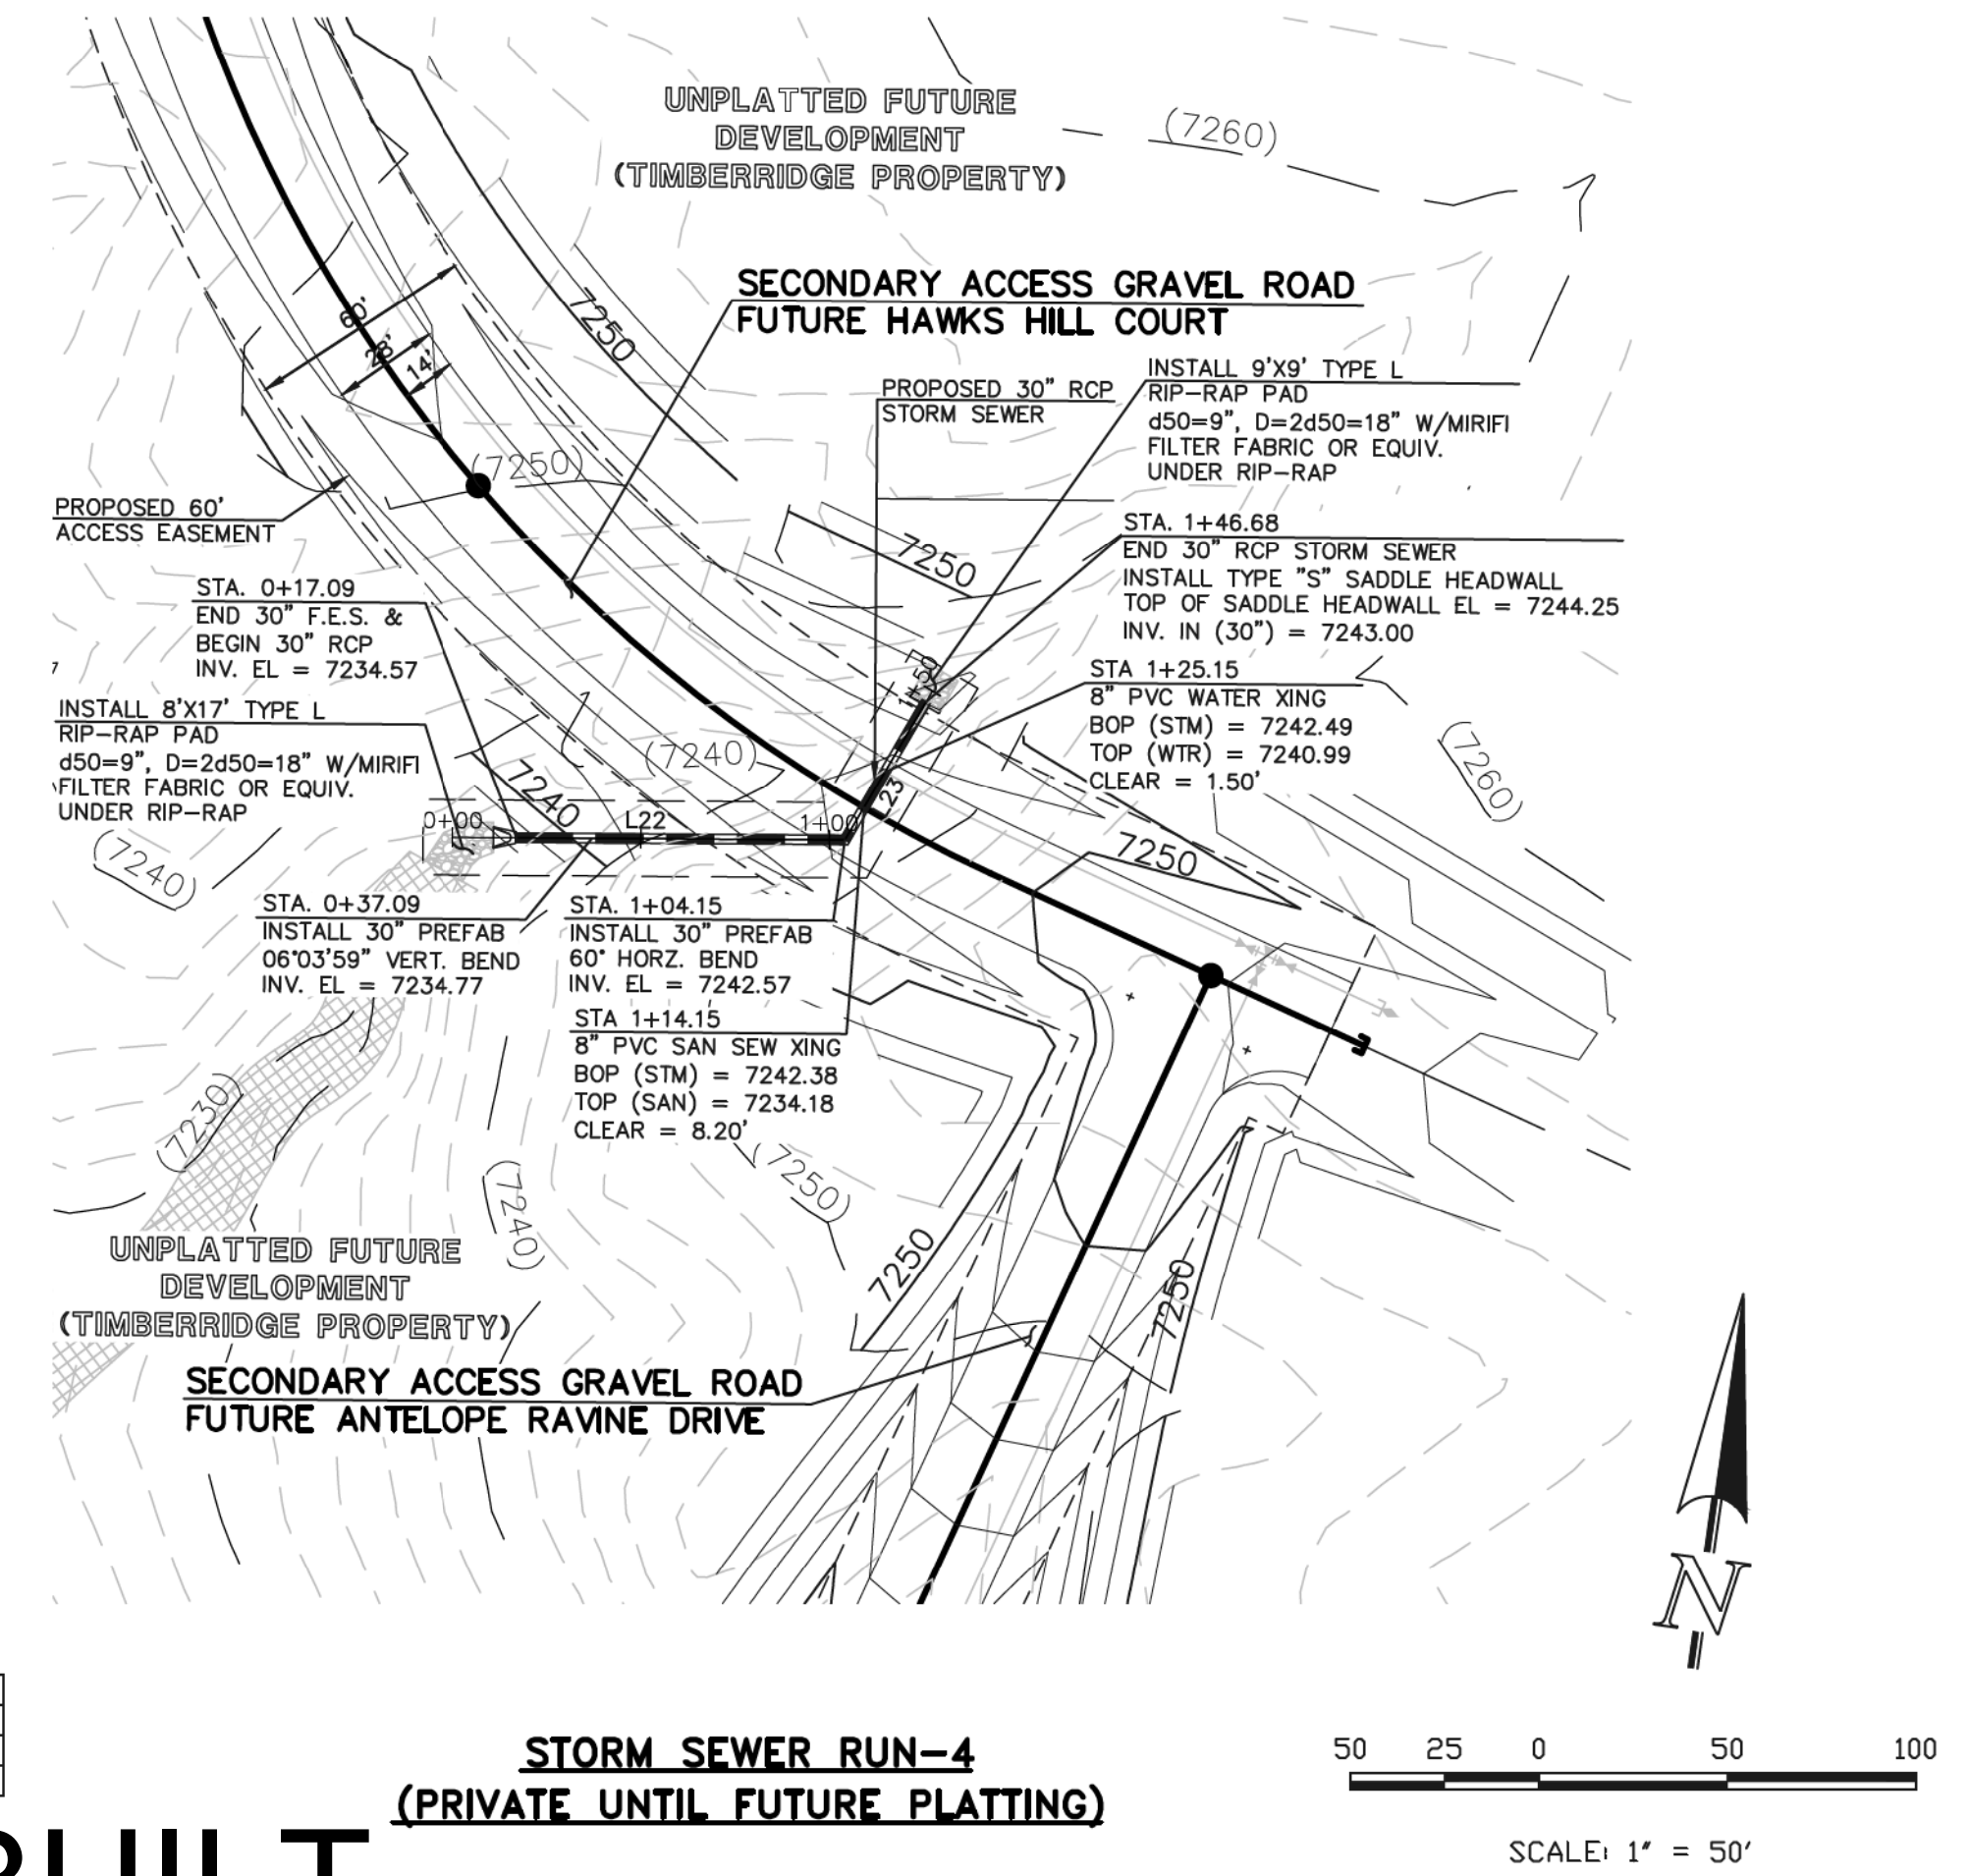 UNPLATTED FUTURE
DEVELOPMENT
(TIMBERRIDGE PROPERTY)
(7260)
SECONDARY ACCESS GRAVEL ROAD
FUTURE HAWKS HILL COURT
7250
60'
28'
14'
PROPOSED 30" RCP
STORM SEWER
INSTALL 9'X9' TYPE L
RIP-RAP PAD
d50=9", D=2d50=18" W/MIRIFI
FILTER FABRIC OR EQUIV.
UNDER RIP-RAP
(7250)
PROPOSED 60'
ACCESS EASEMENT
STA. 1+46.68
END 30" RCP STORM SEWER
INSTALL TYPE "S" SADDLE HEADWALL
TOP OF SADDLE HEADWALL EL = 7244.25
INV. IN (30") = 7243.00
7250
STA. 0+17.09
END 30" F.E.S. &
BEGIN 30" RCP
INV. EL = 7234.57
1+50
STA 1+25.15
8" PVC WATER XING
BOP (STM) = 7242.49
TOP (WTR) = 7240.99
CLEAR = 1.50'
INSTALL 8'X17' TYPE L
RIP-RAP PAD
d50=9", D=2d50=18" W/MIRIFI
FILTER FABRIC OR EQUIV.
UNDER RIP-RAP
(7240)
7240
(7260)
0+00
L22
1+00
L23
7250
(7240)
STA. 0+37.09
INSTALL 30" PREFAB
06°03'59" VERT. BEND
INV. EL = 7234.77
STA. 1+04.15
INSTALL 30" PREFAB
60° HORZ. BEND
INV. EL = 7242.57
STA 1+14.15
8" PVC SAN SEW XING
BOP (STM) = 7242.38
TOP (SAN) = 7234.18
CLEAR = 8.20'
(7230)
(7240)
(7250)
7250
7250
UNPLATTED FUTURE
DEVELOPMENT
(TIMBERRIDGE PROPERTY)
SECONDARY ACCESS GRAVEL ROAD
FUTURE ANTELOPE RAVINE DRIVE
N
STORM SEWER RUN-4
(PRIVATE UNTIL FUTURE PLATTING)
50 25 0 50 100
SCALE: 1" = 50'